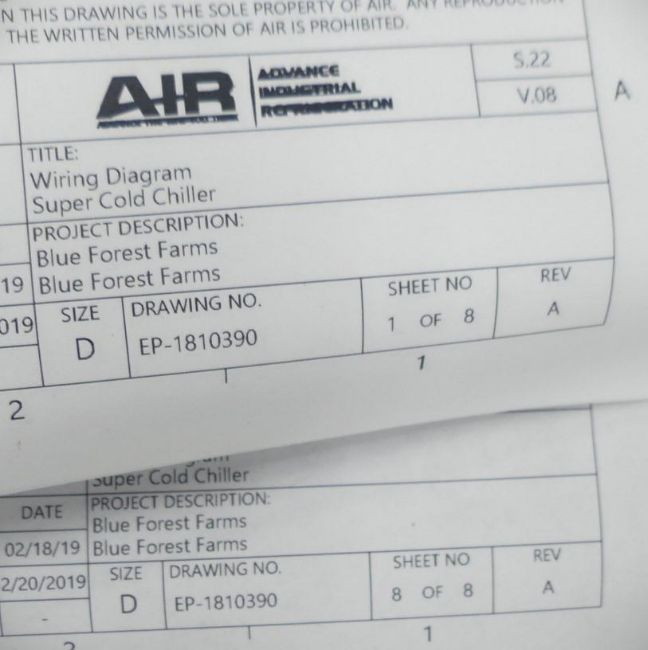 N THIS DRAWING IS THE SOLE PROPERTY OF AIR. ANY REPRODUCTION
THE WRITTEN PERMISSION OF AIR IS PROHIBITED.
AIR
ADVANCE
INDUSTRIAL
REFRIGERATION
S.22
V.08
A
TITLE:
Wiring Diagram
Super Cold Chiller
PROJECT DESCRIPTION:
Blue Forest Farms
19 Blue Forest Farms
019 SIZE DRAWING NO. SHEET NO REV
D EP-1810390 1 OF 8 A
2 1
Super Cold Chiller
DATE PROJECT DESCRIPTION:
Blue Forest Farms
02/18/19 Blue Forest Farms
2/20/2019 SIZE DRAWING NO. SHEET NO REV
- D EP-1810390 8 OF 8 A
2 1